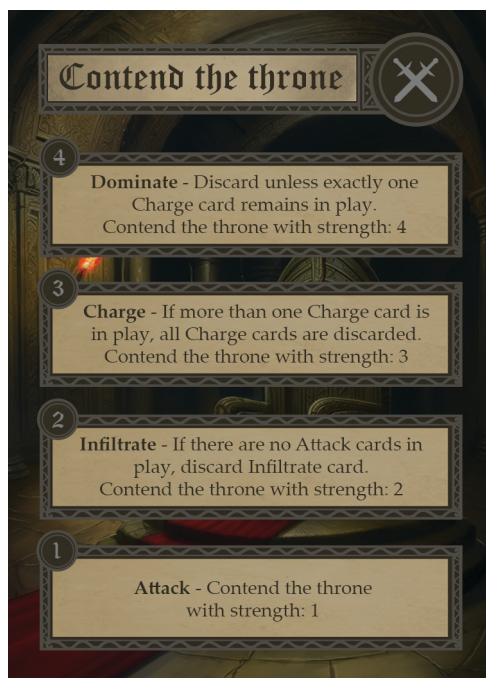 Contend the throne
4
Dominate - Discard unless exactly one
Charge card remains in play.
Contend the throne with strength: 4
3
Charge - If more than one Charge card is
in play, all Charge cards are discarded.
Contend the throne with strength: 3
2
Infiltrate - If there are no Attack cards in
play, discard Infiltrate card.
Contend the throne with strength: 2
1
Attack - Contend the throne
with strength: 1